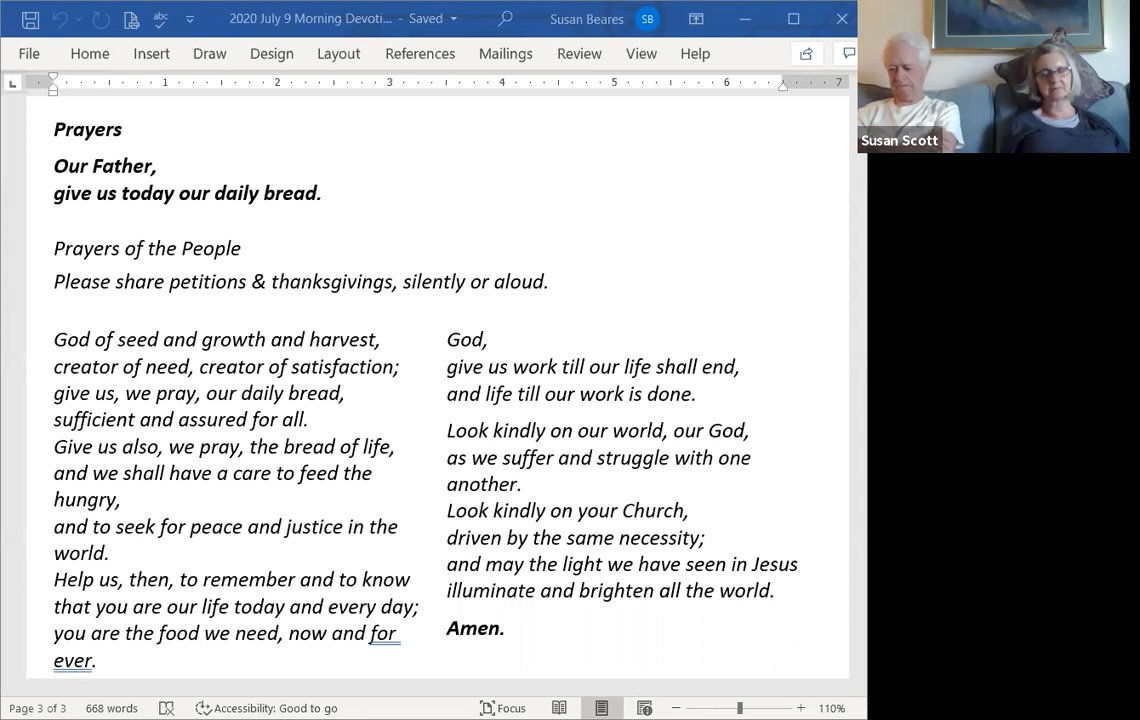 2020 July 9 Morning Devoti... - Saved
Susan Beares
SB
abc
File Home Insert Draw Design Layout References Mailings Review View Help
1 2 3 4 5 6 7
Prayers
Our Father,
give us today our daily bread.
Prayers of the People
Please share petitions & thanksgivings, silently or aloud.
God of seed and growth and harvest,
creator of need, creator of satisfaction;
give us, we pray, our daily bread,
sufficient and assured for all.
Give us also, we pray, the bread of life,
and we shall have a care to feed the
hungry,
and to seek for peace and justice in the
world.
Help us, then, to remember and to know
that you are our life today and every day;
you are the food we need, now and for
ever.
God,
give us work till our life shall end,
and life till our work is done.
Look kindly on our world, our God,
as we suffer and struggle with one
another.
Look kindly on your Church,
driven by the same necessity;
and may the light we have seen in Jesus
illuminate and brighten all the world.
Amen.
Susan Scott
Page 3 of 3 668 words Accessibility: Good to go Focus 110%